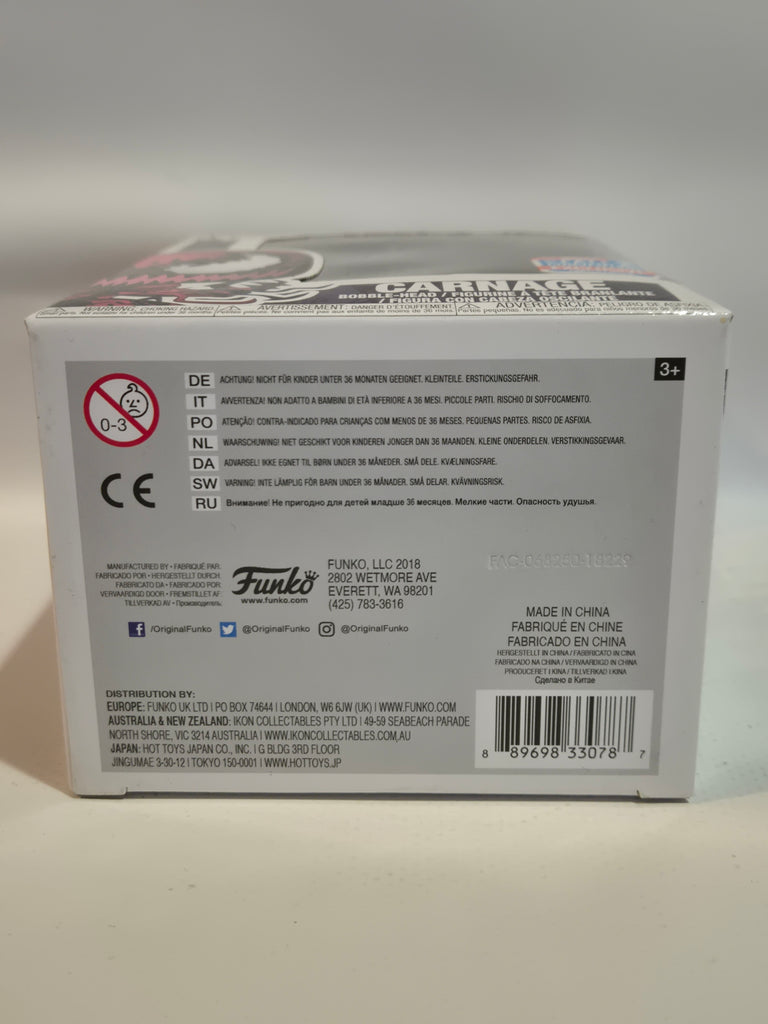 CARNAGE
BOBBLE-HEAD / FIGURINE À TÊTE BRANLANTE
/ FIGURA CON CABEZA
WARNING: CHOKING HAZARD
AVERTISSEMENT: DANGER D'ETOUFFEMENT
ADVERTENCIA: PELIGRO DE ASFIXIA
3+
0-3
DE ACHTUNG! NICHT FÜR KINDER UNTER 36 MONATEN GEEIGNET. KLEINTEILE. ERSTICKUNGSGEFAHR.
IT AVVERTENZA! NON ADATTO A BAMBINI DI ETÀ INFERIORE A 36 MESI. PICCOLE PARTI. RISCHIO DI SOFFOCAMENTO.
PO ATENÇÃO! CONTRA-INDICADO PARA CRIANÇAS COM MENOS DE 36 MESES. PEQUENAS PARTES. RISCO DE ASFIXIA.
NL WAARSCHUWING! NIET GESCHIKT VOOR KINDEREN JONGER DAN 36 MAANDEN. KLEINE ONDERDELEN. VERSTIKKINGSGEVAAR.
DA ADVARSEL! IKKE EGNET TIL BØRN UNDER 36 MÅNEDER. SMÅ DELE. KVÆLNINGSFARE.
SW VARNING! INTE LÄMPLIG FÖR BARN UNDER 36 MÅNADER. SMÅ DELAR. KVÄVNINGSRISK.
RU Внимание! Не пригодно для детей младше 36 месяцев. Мелкие части. Опасность удушья.
CE
MANUFACTURED BY • FABRIQUÉ PAR
FABRICADO POR • HERGESTELLT DURCH
FABRICATO DA • FABRICADO POR
VERVAARDIGD DOOR • FREMSTILLET AF
TILLVERKAD AV • Производитель
Funko
www.funko.com
FUNKO, LLC 2018
2802 WETMORE AVE
EVERETT, WA 98201
(425) 783-3616
FAC-063250-18229
/OriginalFunko @OriginalFunko @OriginalFunko
MADE IN CHINA
FABRIQUÉ EN CHINE
FABRICADO EN CHINA
HERGESTELLT IN CHINA / FABBRICATO IN CINA
FABRICADO NA CHINA / VERVAARDIGD IN CHINA
PRODUCERET I KINA / TILLVERKAD I KINA
Сделано в Китае
DISTRIBUTION BY:
EUROPE: FUNKO UK LTD | PO BOX 74644 | LONDON, W6 6JW (UK) | WWW.FUNKO.COM
AUSTRALIA & NEW ZEALAND: IKON COLLECTABLES PTY LTD | 49-59 SEABEACH PARADE
NORTH SHORE, VIC 3214 AUSTRALIA | WWW.IKONCOLLECTABLES.COM.AU
JAPAN: HOT TOYS JAPAN CO., INC. | G BLDG 3RD FLOOR
JINGUMAE 3-30-12 | TOKYO 150-0001 | WWW.HOTTOYS.JP
8 89698 33078 7